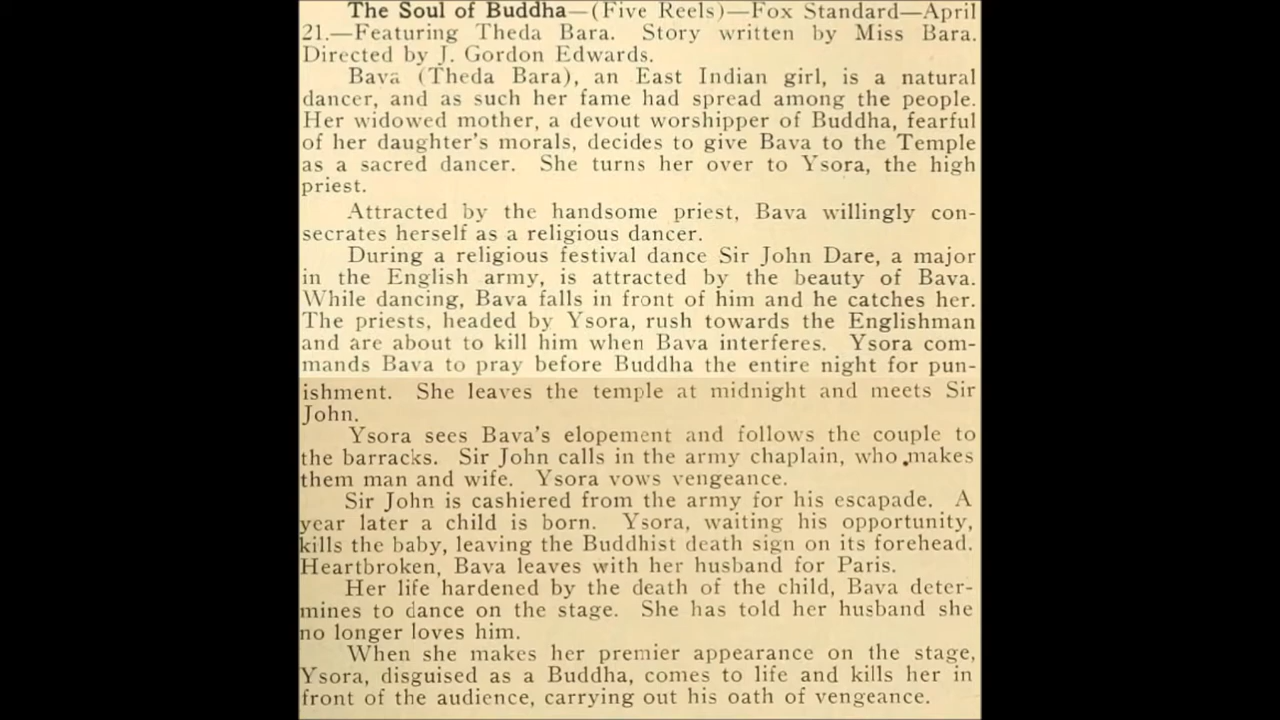 The Soul of Buddha—(Five Reels)—Fox Standard—April
21.—Featuring Theda Bara. Story written by Miss Bara.
Directed by J. Gordon Edwards.
Bava (Theda Bara), an East Indian girl, is a natural
dancer, and as such her fame had spread among the people.
Her widowed mother, a devout worshipper of Buddha, fearful
of her daughter's morals, decides to give Bava to the Temple
as a sacred dancer. She turns her over to Ysora, the high
priest.
Attracted by the handsome priest, Bava willingly con-
secrates herself as a religious dancer.
During a religious festival dance Sir John Dare, a major
in the English army, is attracted by the beauty of Bava.
While dancing, Bava falls in front of him and he catches her.
The priests, headed by Ysora, rush towards the Englishman
and are about to kill him when Bava interferes. Ysora com-
mands Bava to pray before Buddha the entire night for pun-
ishment. She leaves the temple at midnight and meets Sir
John.
Ysora sees Bava's elopement and follows the couple to
the barracks. Sir John calls in the army chaplain, who makes
them man and wife. Ysora vows vengeance.
Sir John is cashiered from the army for his escapade. A
year later a child is born. Ysora, waiting his opportunity,
kills the baby, leaving the Buddhist death sign on its forehead.
Heartbroken, Bava leaves with her husband for Paris.
Her life hardened by the death of the child, Bava deter-
mines to dance on the stage. She has told her husband she
no longer loves him.
When she makes her premier appearance on the stage,
Ysora, disguised as a Buddha, comes to life and kills her in
front of the audience, carrying out his oath of vengeance.